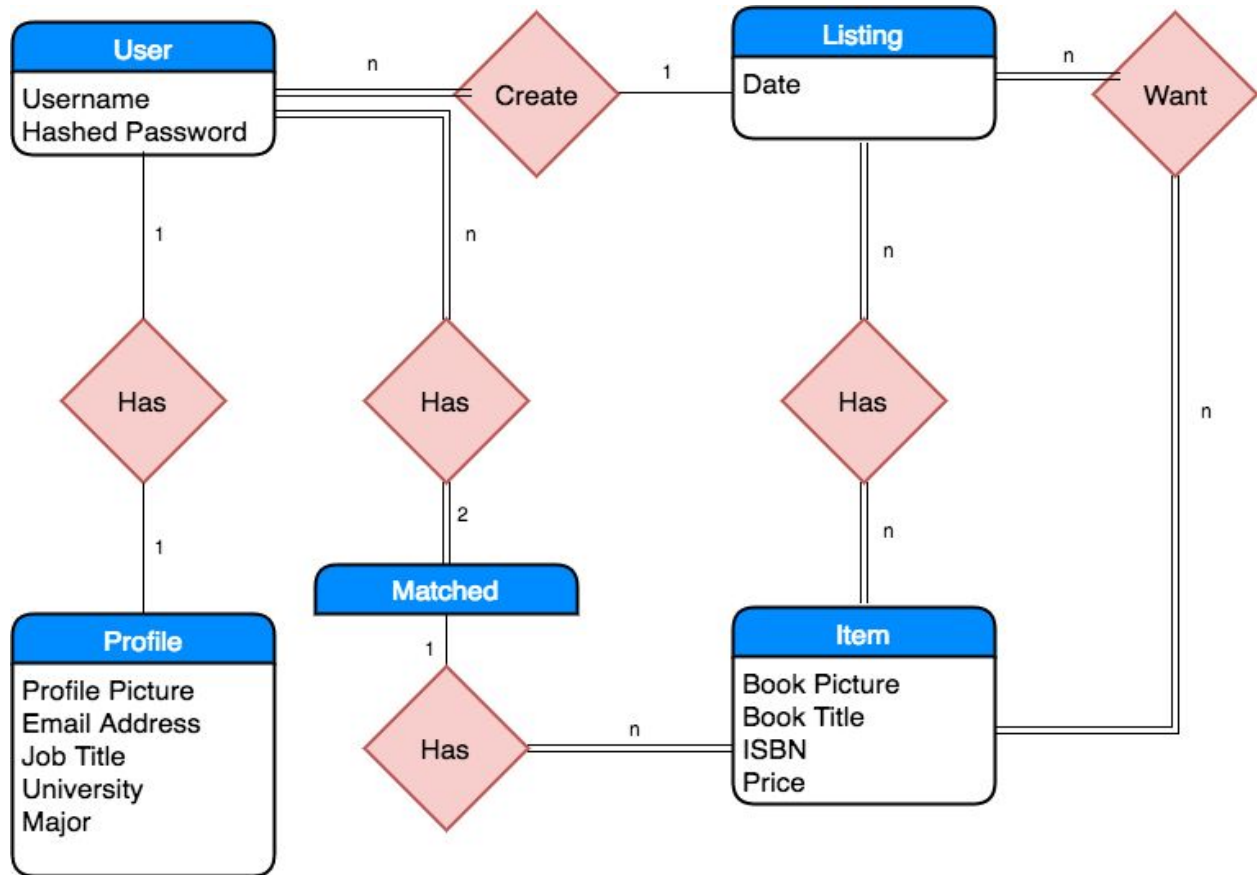 User
Username
Hashed Password
n
Create
1
Listing
Date
n
Want
1
n
n
n
Has
Has
Has
1
2
n
Matched
1
Profile
Profile Picture
Email Address
Job Title
University
Major
Has
n
Item
Book Picture
Book Title
ISBN
Price